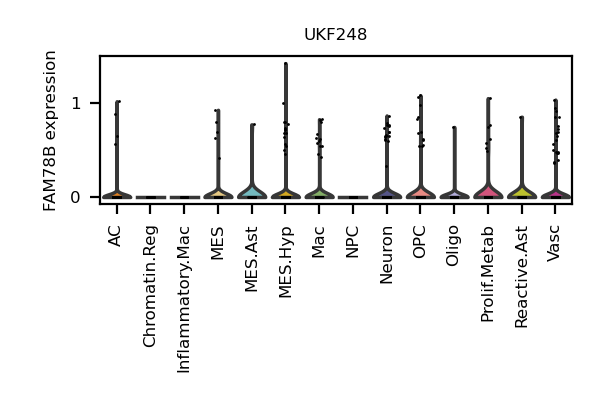 UKF248
FAM78B expression
1
0
AC
Chromatin.Reg
Inflammatory.Mac
MES
MES.Ast
MES.Hyp
Mac
NPC
Neuron
OPC
Oligo
Prolif.Metab
Reactive.Ast
Vasc